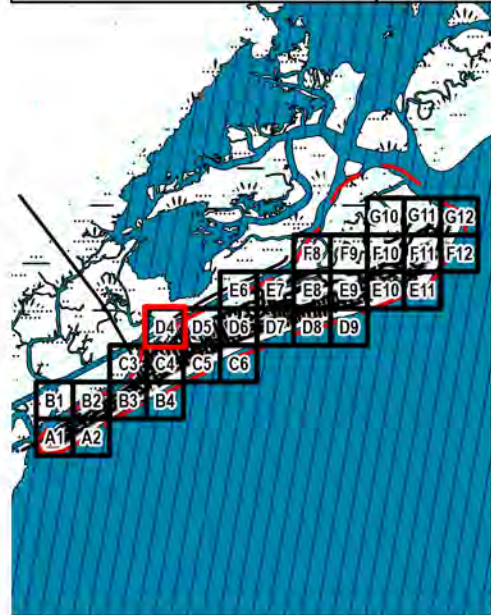 G10 G11 G12
F8 F9 F10 F11 F12
E6 E7 E8 E9 E10 E11
D4 D5 D6 D7 D8 D9
C3 C4 C5 C6
B1 B2 B3 B4
A1 A2